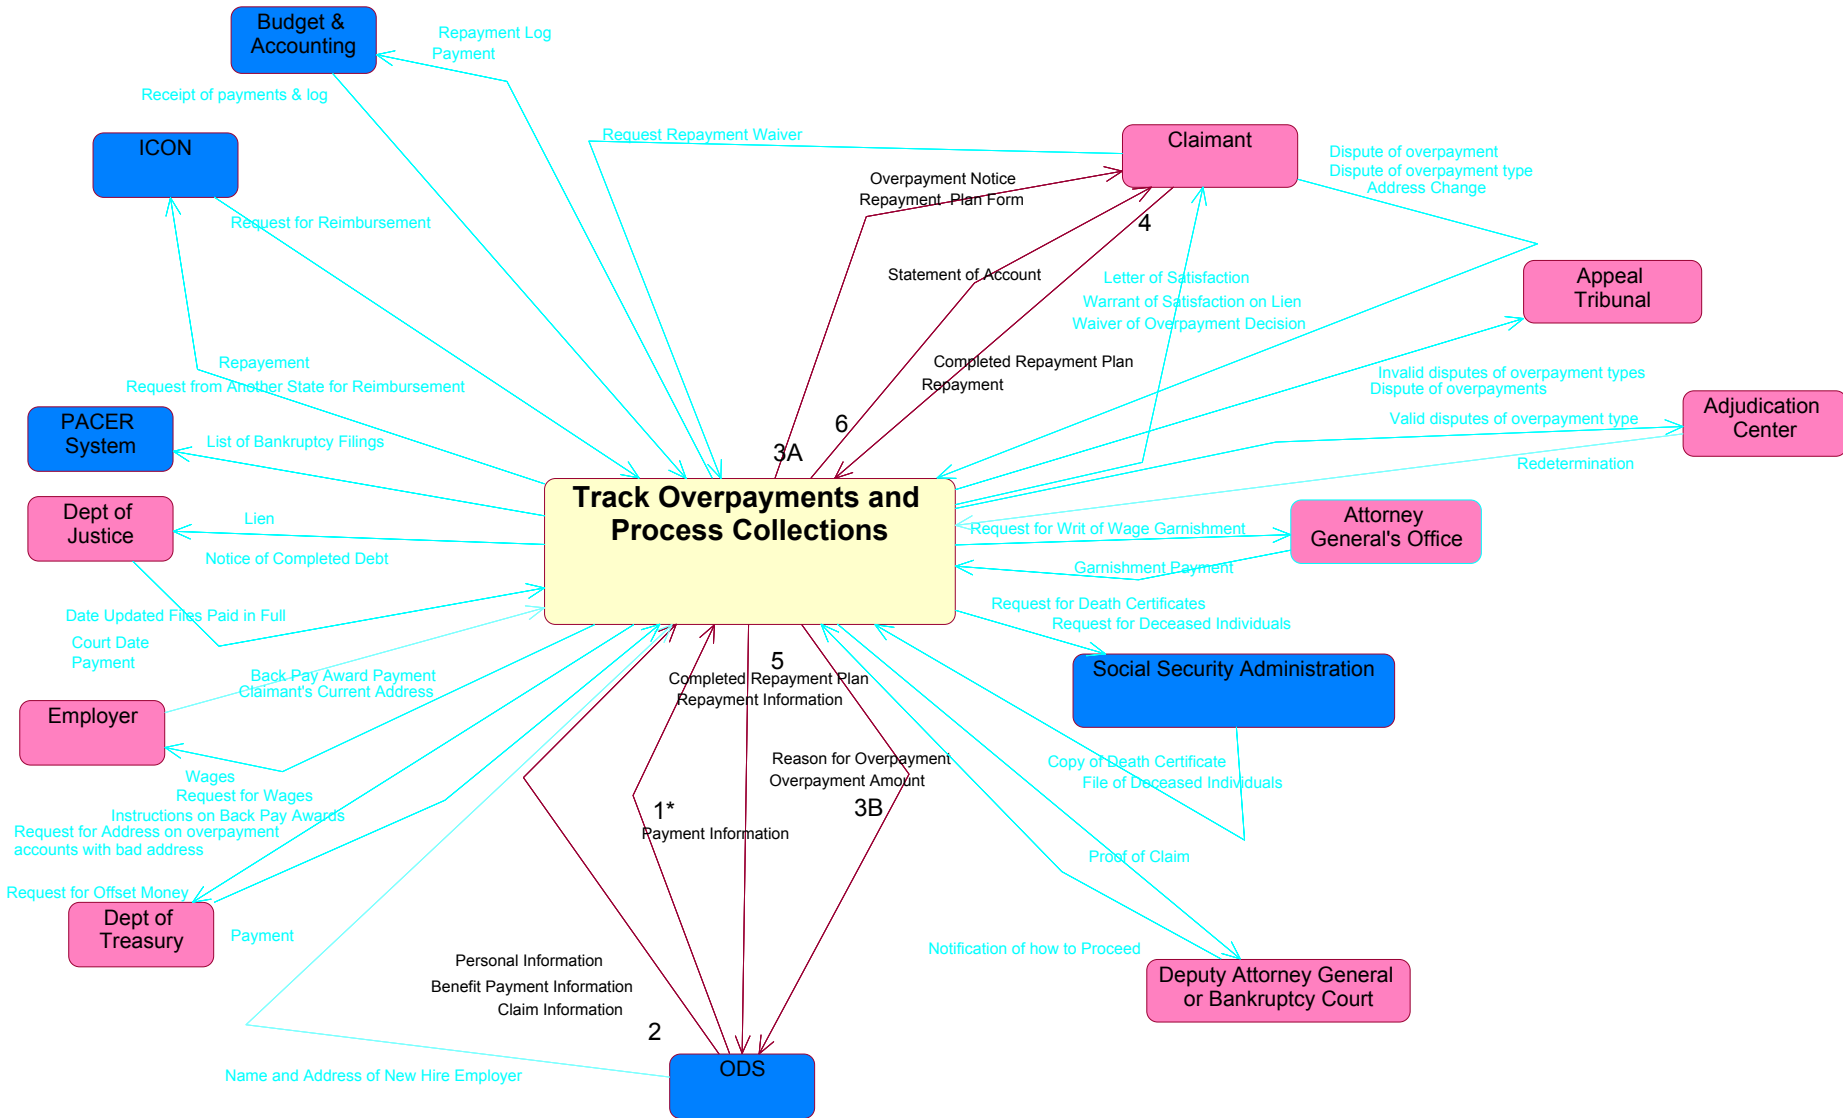 Budget &
Accounting
Repayment Log
Payment
Receipt of payments & log
ICON
Request Repayment Waiver
Claimant
Dispute of overpayment
Dispute of overpayment type
Address Change
Overpayment Notice
Repayment Plan Form
4
Request for Reimbursement
Statement of Account
Letter of Satisfaction
Warrant of Satisfaction on Lien
Waiver of Overpayment Decision
Appeal
Tribunal
Repayement
Request from Another State for Reimbursement
Completed Repayment Plan
Repayment
Invalid disputes of overpayment types
Dispute of overpayments
PACER
System
List of Bankruptcy Filings
6
3A
Valid disputes of overpayment type
Adjudication
Center
Redetermination
Track Overpayments and
Process Collections
Dept of
Justice
Lien
Notice of Completed Debt
Request for Writ of Wage Garnishment
Attorney
General's Office
Garnishment Payment
Date Updated Files Paid in Full
Court Date
Payment
Request for Death Certificates
Request for Deceased Individuals
Social Security Administration
Back Pay Award Payment
Claimant's Current Address
5
Completed Repayment Plan
Repayment Information
Employer
Reason for Overpayment
Overpayment Amount
Copy of Death Certificate
File of Deceased Individuals
Wages
Request for Wages
Instructions on Back Pay Awards
Request for Address on overpayment
accounts with bad address
1*
Payment Information
3B
Proof of Claim
Request for Offset Money
Dept of
Treasury
Payment
Personal Information
Benefit Payment Information
Claim Information
2
Notification of how to Proceed
Deputy Attorney General
or Bankruptcy Court
Name and Address of New Hire Employer
ODS